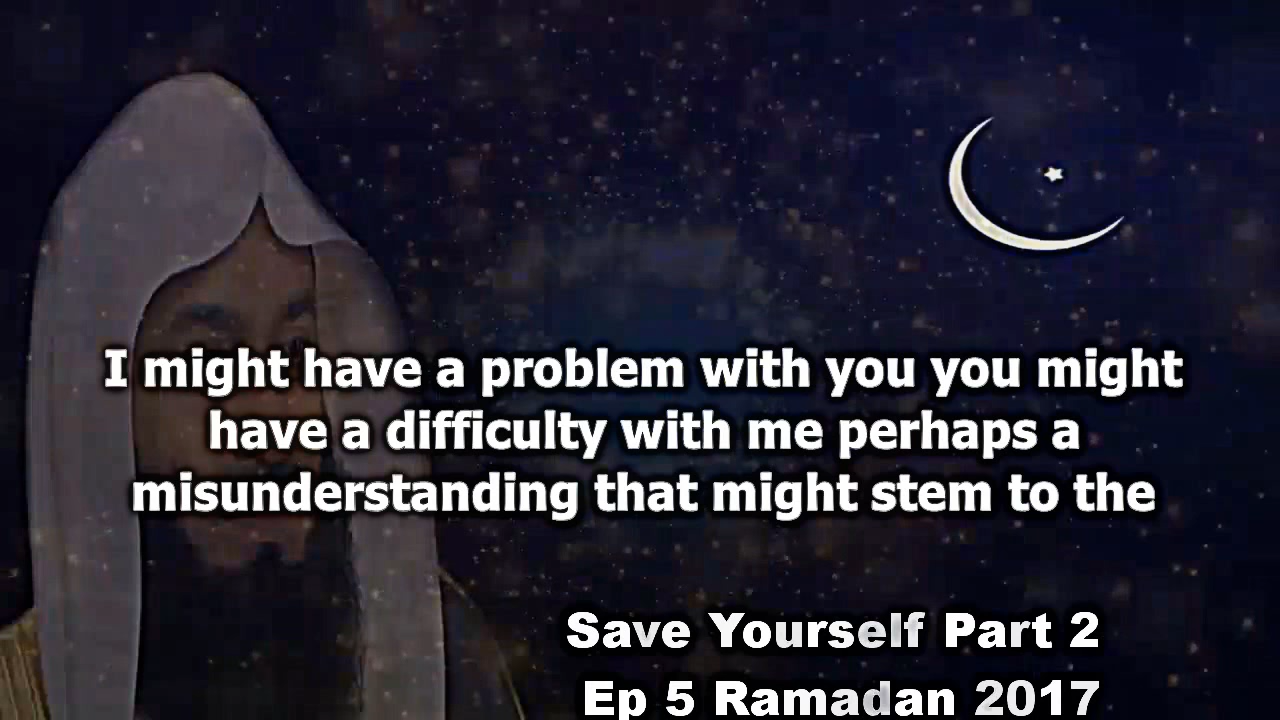 I might have a problem with you you might
have a difficulty with me perhaps a
misunderstanding that might stem to the
Save Yourself Part 2
Ep 5 Ramadan 2017